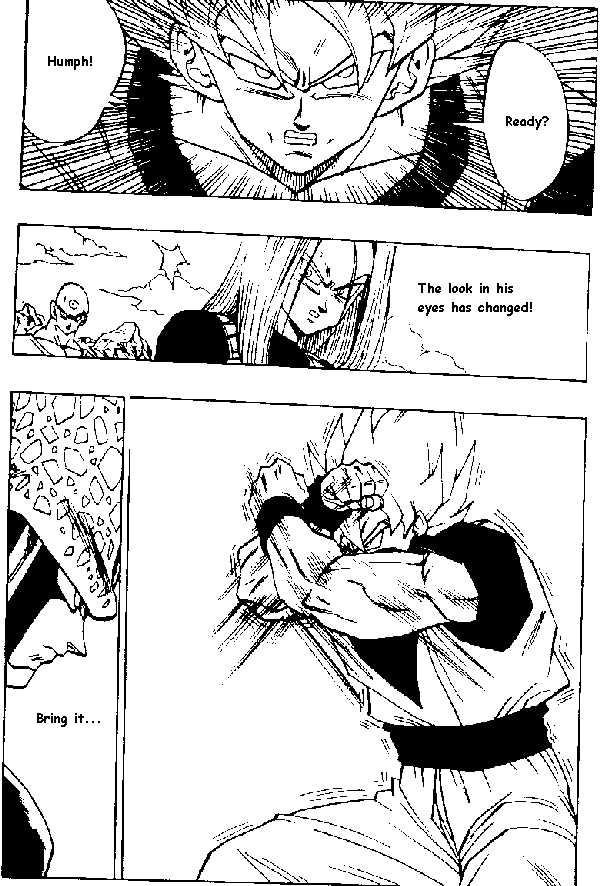 Humph!
Ready?
The look in his
eyes has changed!
Bring it...